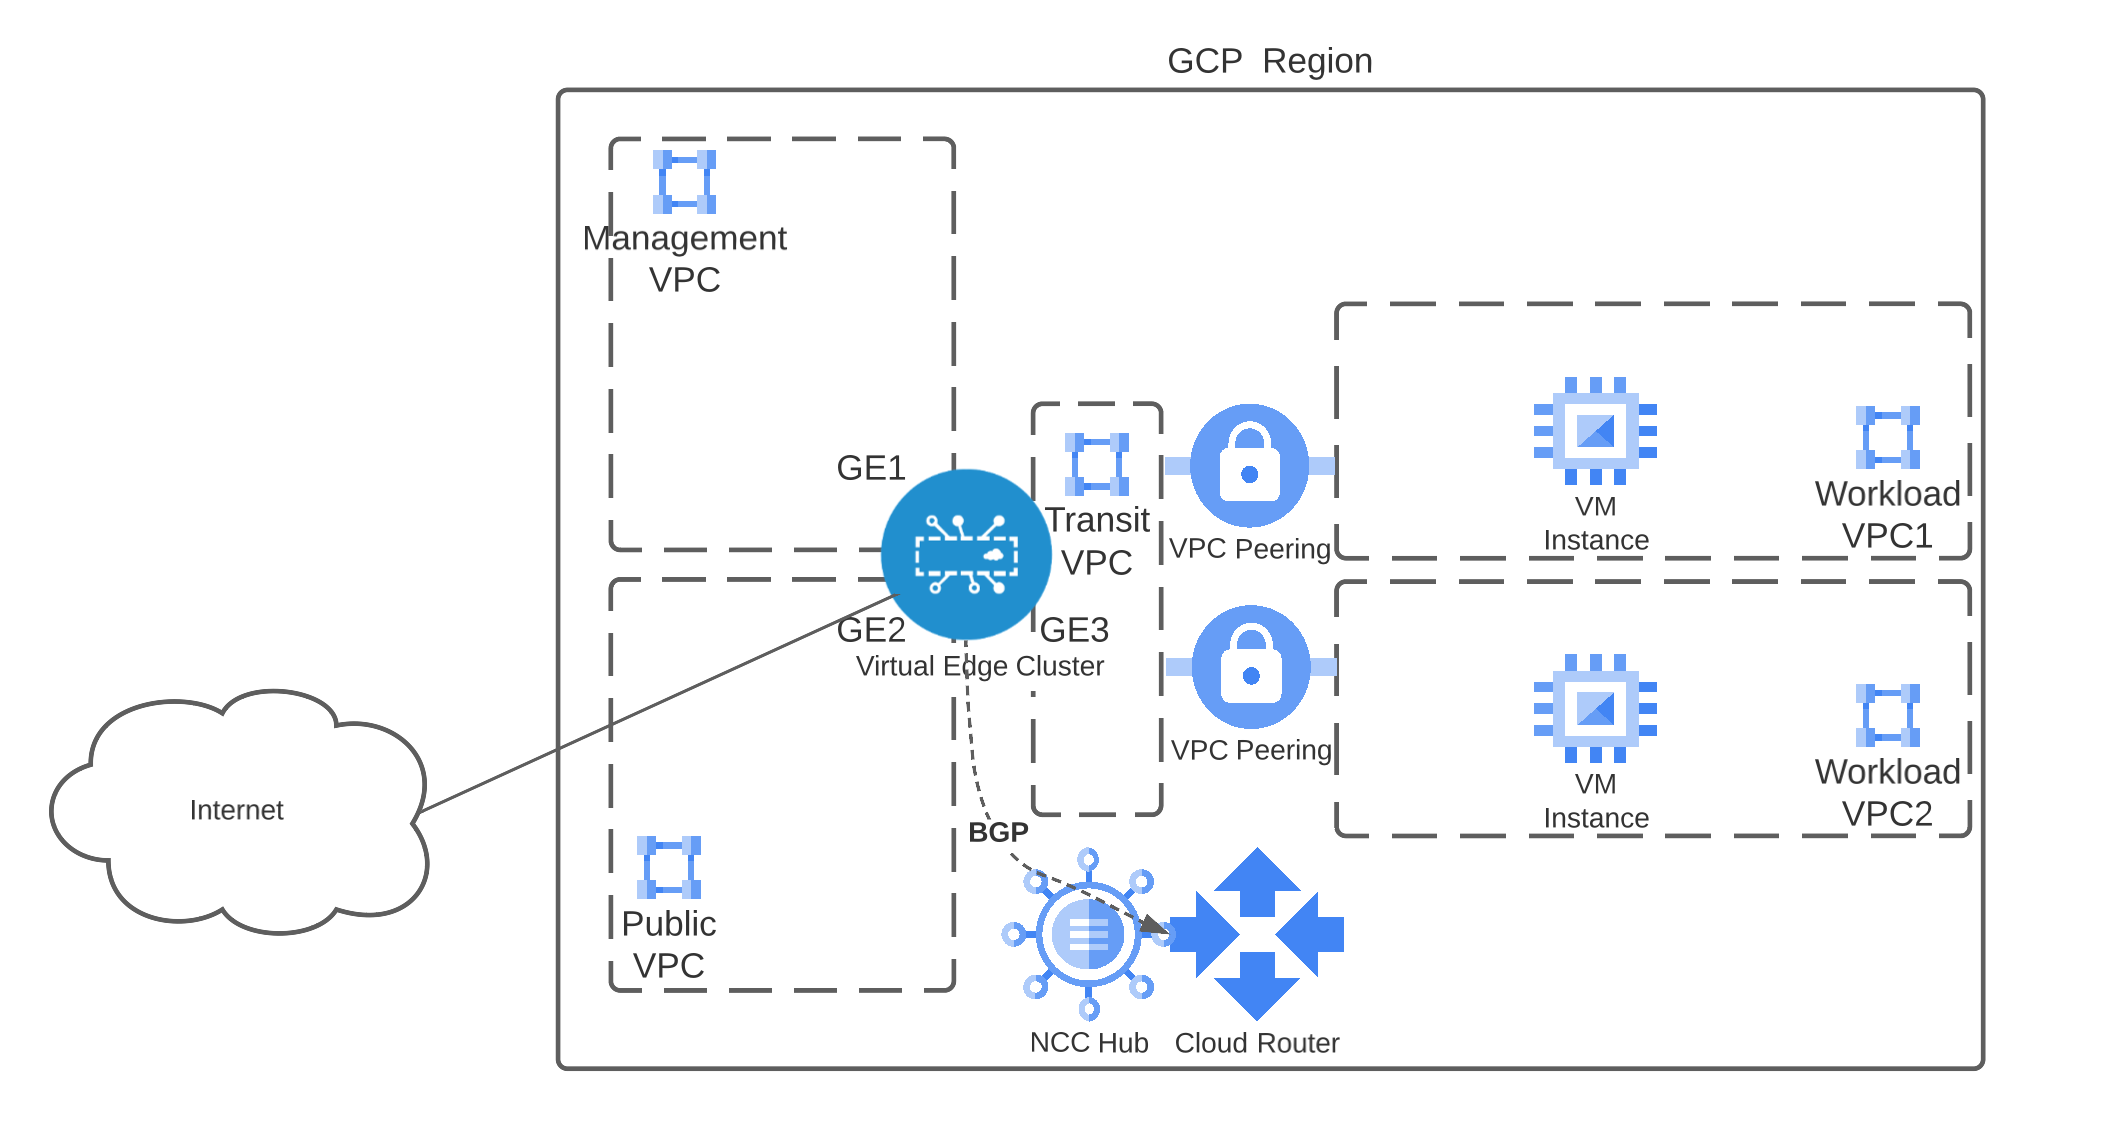 GCP  Region
Management
VPC
GE1
GE2
Virtual Edge Cluster
GE3
Transit
VPC
VPC Peering
VPC Peering
VM
Instance
Workload
VPC1
VM
Instance
Workload
VPC2
Internet
BGP
Public
VPC
NCC Hub
Cloud Router